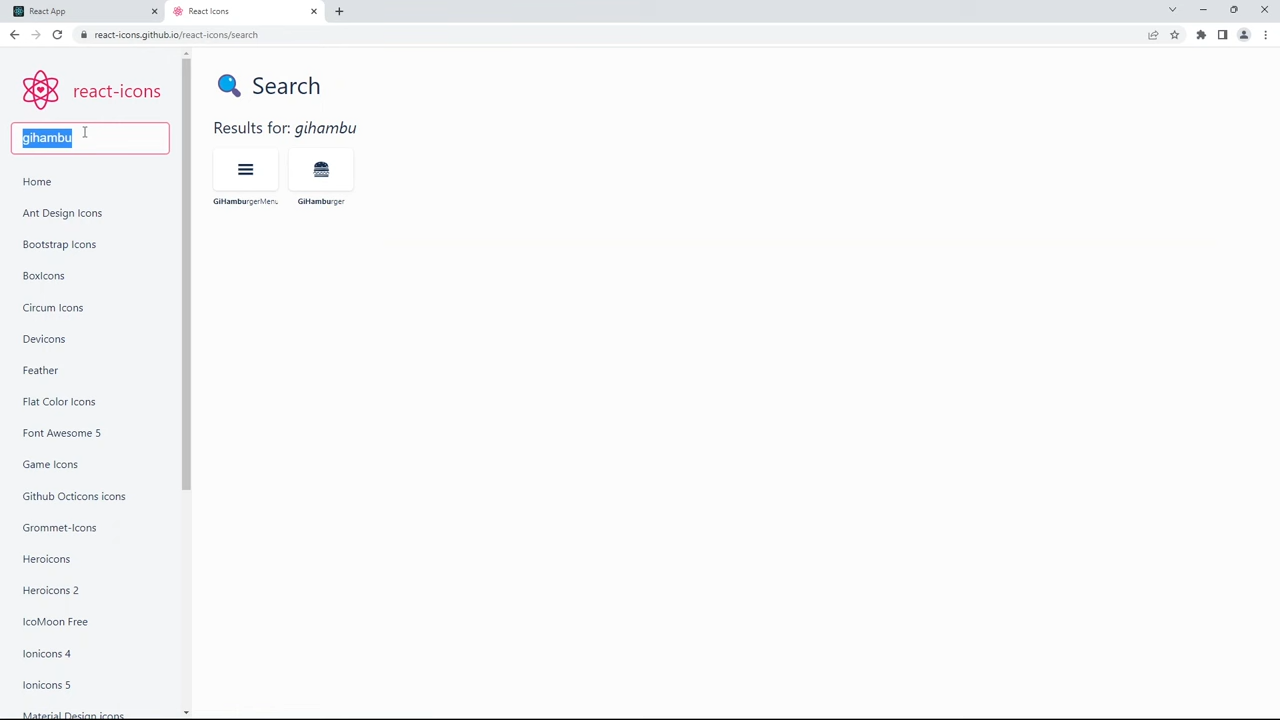 React App
React Icons
react-icons.github.io/react-icons/search
react-icons
gihambu
Home
Ant Design Icons
Bootstrap Icons
BoxIcons
Circum Icons
Devicons
Feather
Flat Color Icons
Font Awesome 5
Game Icons
Github Octicons icons
Grommet-Icons
Heroicons
Heroicons 2
IcoMoon Free
Ionicons 4
Ionicons 5
Material Design icons
Search
Results for: gihambu
GiHamburgerMenu
GiHamburger